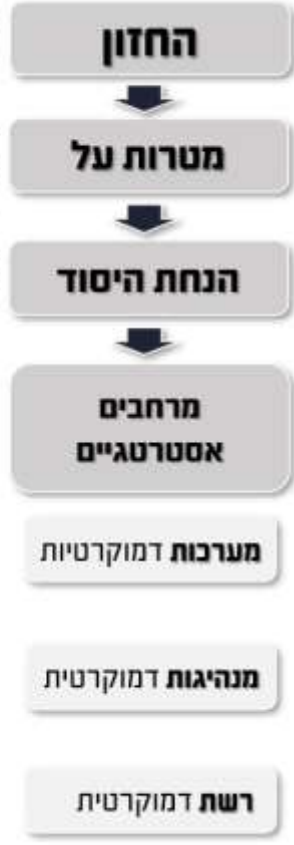 החזון
מטרות על
הנחת היסוד
מרחבים
אסטרטגיים
מערכות דמוקרטיות
מנהיגות דמוקרטית
רשת דמוקרטית